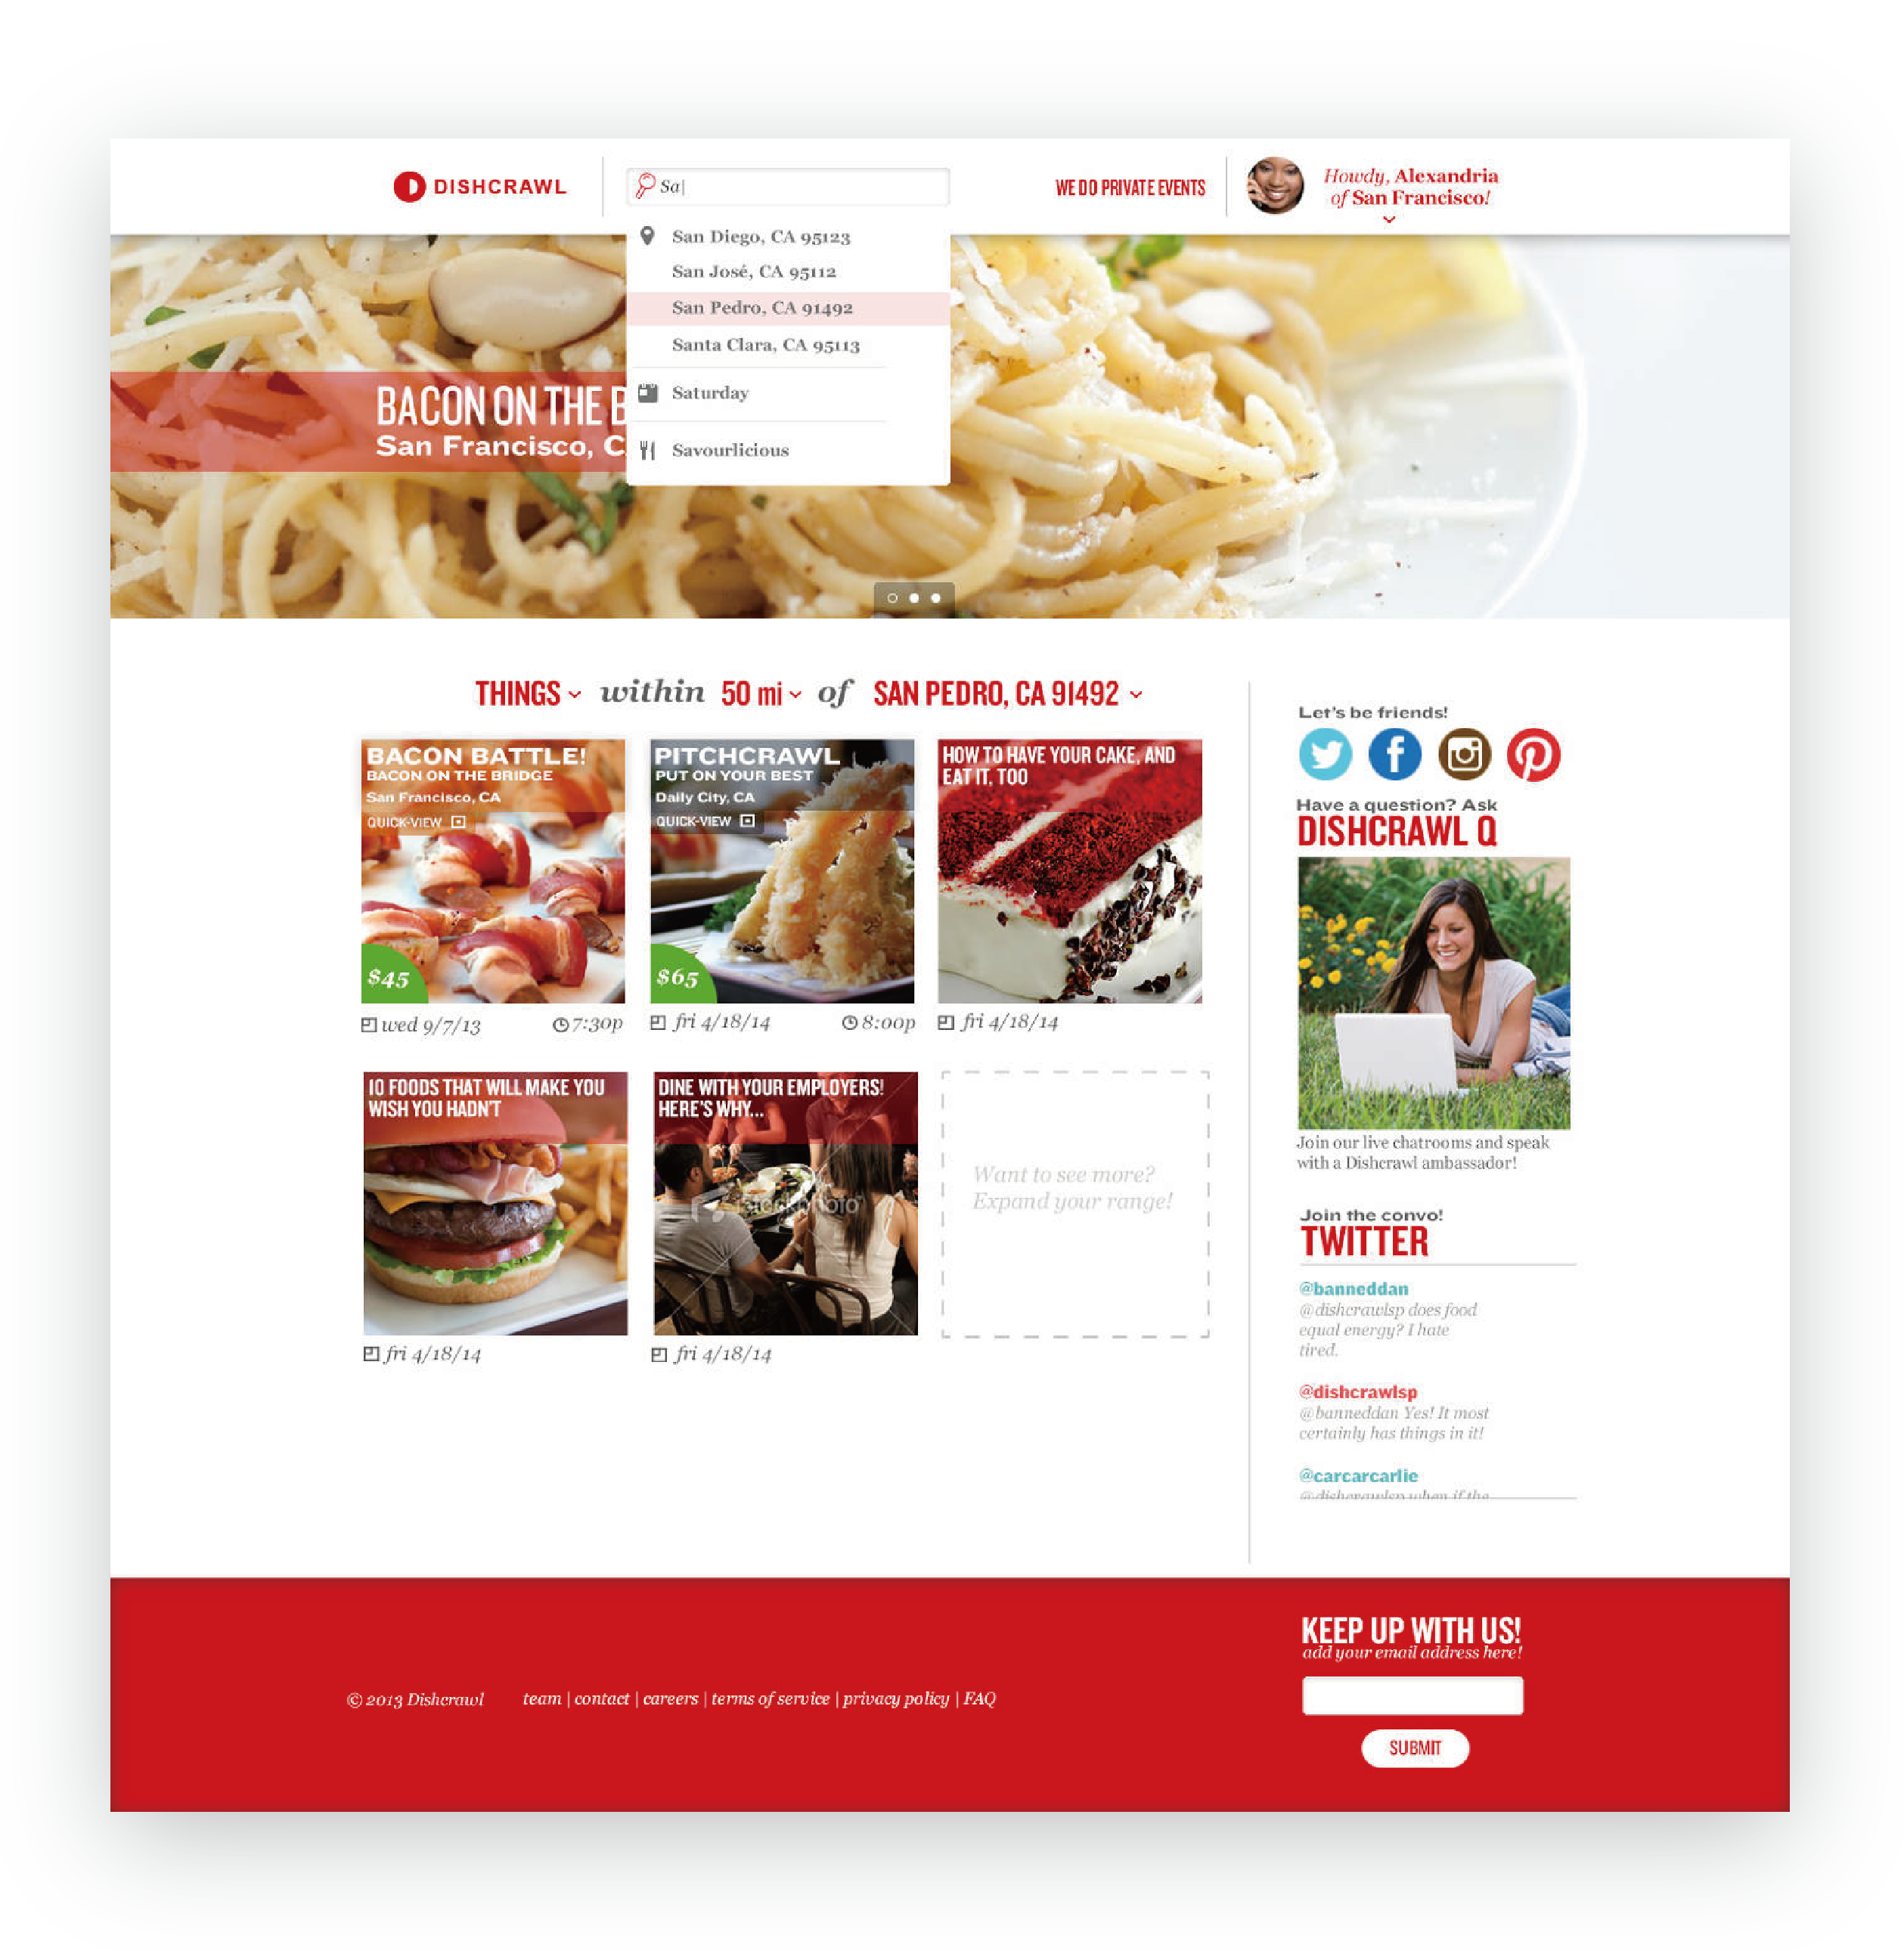 DISHCRAWL
Sa|
WE DO PRIVATE EVENTS
Howdy, Alexandria
of San Francisco!
San Diego, CA 95123
San José, CA 95112
San Pedro, CA 91492
Santa Clara, CA 95113
Saturday
Savourlicious
BACON ON THE B
San Francisco, C
THINGS within 50 mi of SAN PEDRO, CA 91492
BACON BATTLE!
BACON ON THE BRIDGE
San Francisco, CA
QUICK-VIEW
$45
wed 9/7/13 7:30p
PITCHCRAWL
PUT ON YOUR BEST
Daily City, CA
QUICK-VIEW
$65
fri 4/18/14 8:00p
HOW TO HAVE YOUR CAKE, AND
EAT IT, TOO
fri 4/18/14
10 FOODS THAT WILL MAKE YOU
WISH YOU HADN'T
fri 4/18/14
DINE WITH YOUR EMPLOYERS!
HERE'S WHY...
iStockphoto
fri 4/18/14
Want to see more?
Expand your range!
Let's be friends!
Have a question? Ask
DISHCRAWL Q
Join our live chatrooms and speak
with a Dishcrawl ambassador!
Join the convo!
TWITTER
@banneddan
@dishcrawlsp does food
equal energy? I hate
tired.
@dishcrawlsp
@banneddan Yes! It most
certainly has things in it!
@carcarcarlie
@dishcrawlsp when if the
© 2013 Dishcrawl
team | contact | careers | terms of service | privacy policy | FAQ
KEEP UP WITH US!
add your email address here!
SUBMIT